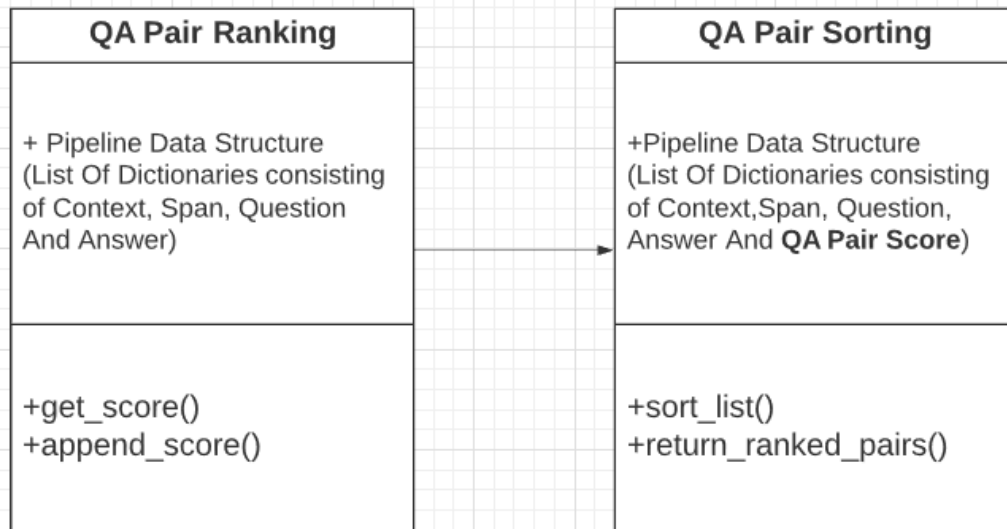 QA Pair Ranking
+ Pipeline Data Structure
(List Of Dictionaries consisting
of Context, Span, Question
And Answer)
+get_score()
+append_score()
QA Pair Sorting
+Pipeline Data Structure
(List Of Dictionaries consisting
of Context,Span, Question,
Answer And QA Pair Score)
+sort_list()
+return_ranked_pairs()